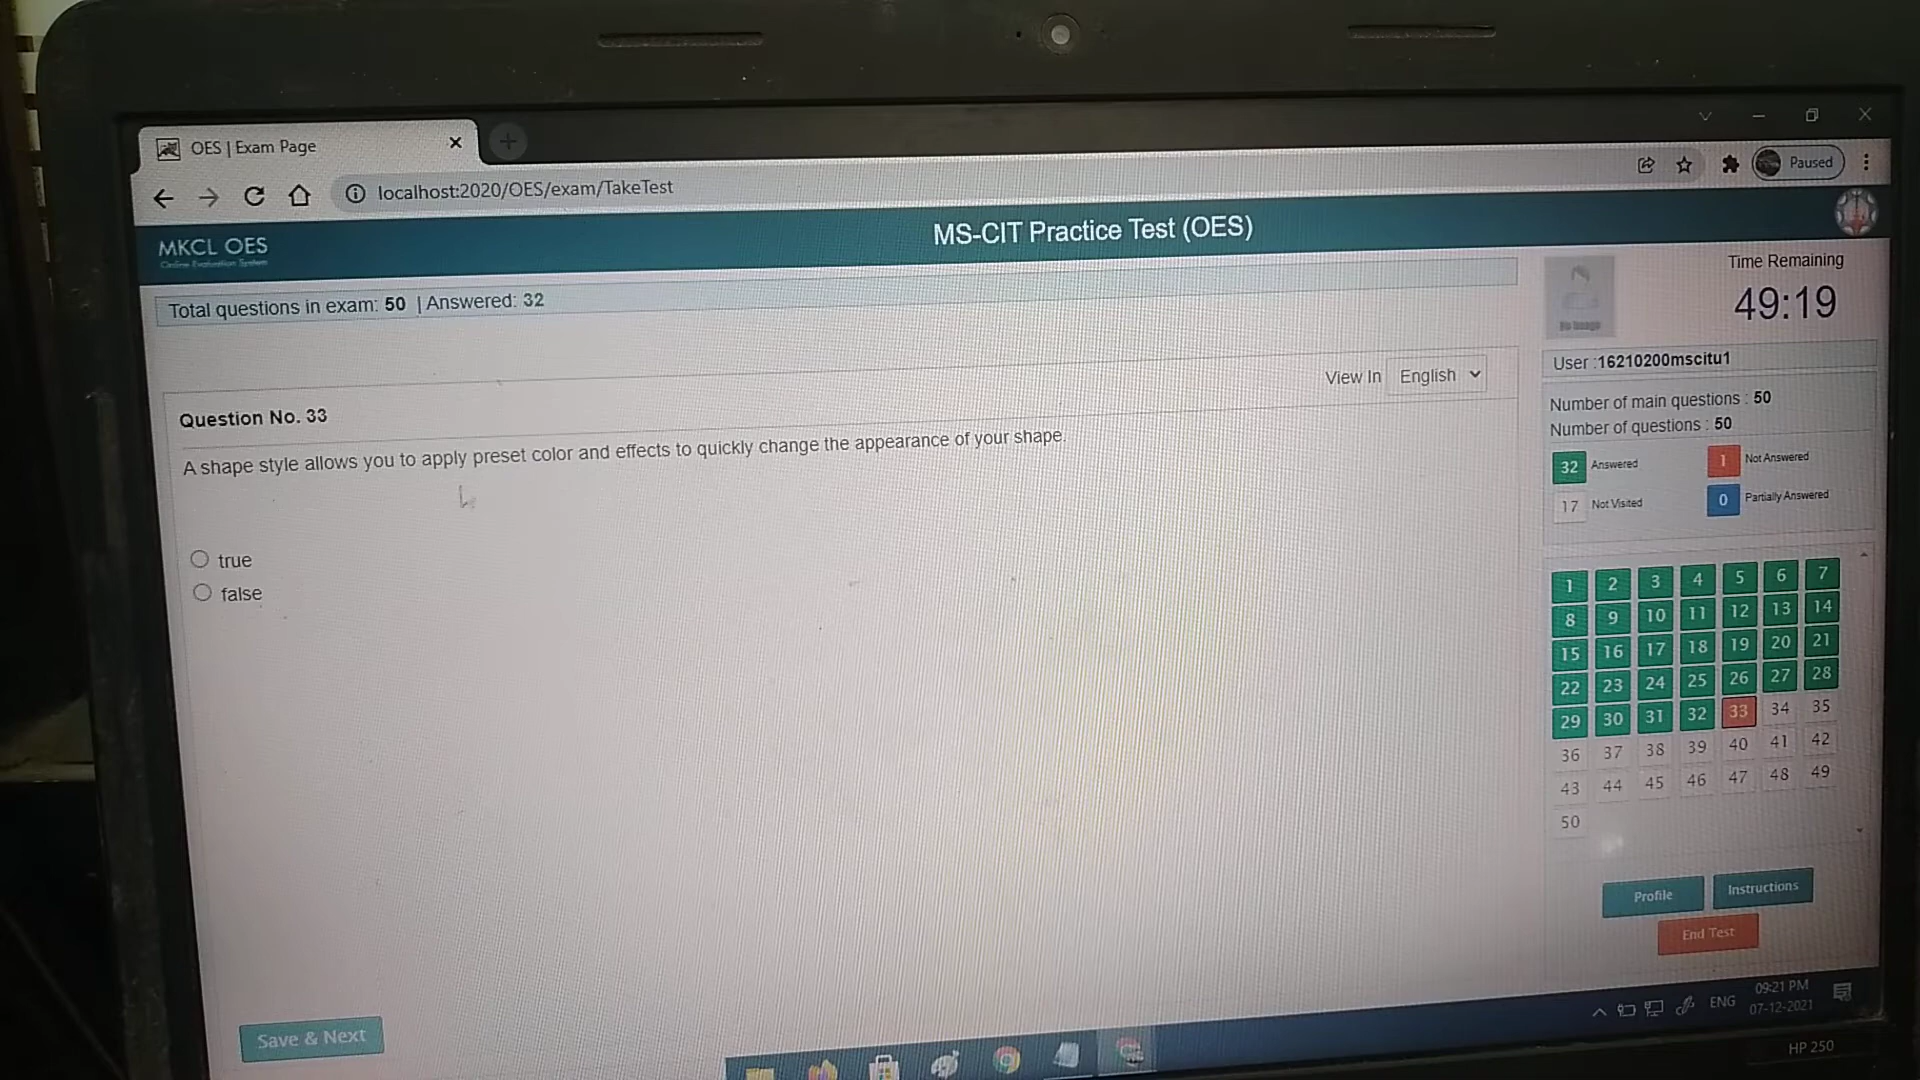 OES | Exam Page
localhost:2020/OES/exam/TakeTest
Paused
MKCL OES
Online Evaluation System
MS-CIT Practice Test (OES)
Total questions in exam: 50 | Answered: 32
Time Remaining
49:19
No Image
User :16210200mscitu1
Number of main questions : 50
Number of questions : 50
32 Answered
1 Not Answered
17 Not Visited
0 Partially Answered
View In English
Question No. 33
A shape style allows you to apply preset color and effects to quickly change the appearance of your shape.
true
false
1 2 3 4 5 6 7
8 9 10 11 12 13 14
15 16 17 18 19 20 21
22 23 24 25 26 27 28
29 30 31 32 33 34 35
36 37 38 39 40 41 42
43 44 45 46 47 48 49
50
Profile
Instructions
End Test
Save & Next
ENG
09:21 PM
07-12-2021
HP 250